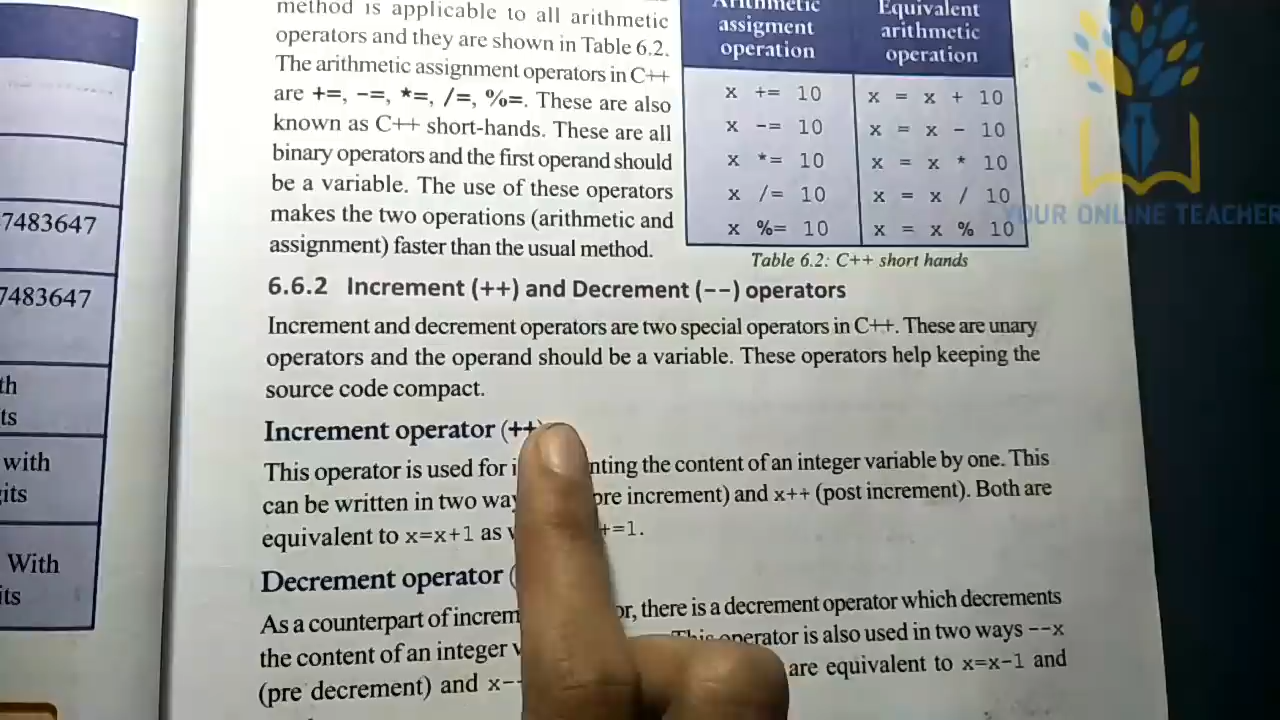 7483647
7483647
th
ts
with
its
With
its
method is applicable to all arithmetic
operators and they are shown in Table 6.2.
The arithmetic assignment operators in C++
are +=, -=, *=, /=, %=. These are also
known as C++ short-hands. These are all
binary operators and the first operand should
be a variable. The use of these operators
makes the two operations (arithmetic and
assignment) faster than the usual method.
Arithmetic assigment operation
Equivalent arithmetic operation
x += 10 x = x + 10
x -= 10 x = x - 10
x *= 10 x = x * 10
x /= 10 x = x / 10
x %= 10 x = x % 10
Table 6.2: C++ short hands
YOUR ONLINE TEACHER
6.6.2 Increment (++) and Decrement (--) operators
Increment and decrement operators are two special operators in C++. These are unary
operators and the operand should be a variable. These operators help keeping the
source code compact.
Increment operator (++)
This operator is used for i nting the content of an integer variable by one. This
can be written in two way pre increment) and x++ (post increment). Both are
equivalent to x=x+1 as +=1.
Decrement operator (
As a counterpart of increm or, there is a decrement operator which decrements
the content of an integer v This operator is also used in two ways --x
(pre decrement) and x-- are equivalent to x=x-1 and